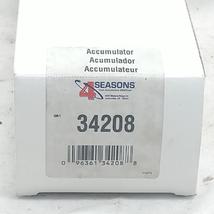 Accumulator
Acumulador
Accumulateur
4 SEASONS
34208
0 96361 34208 8